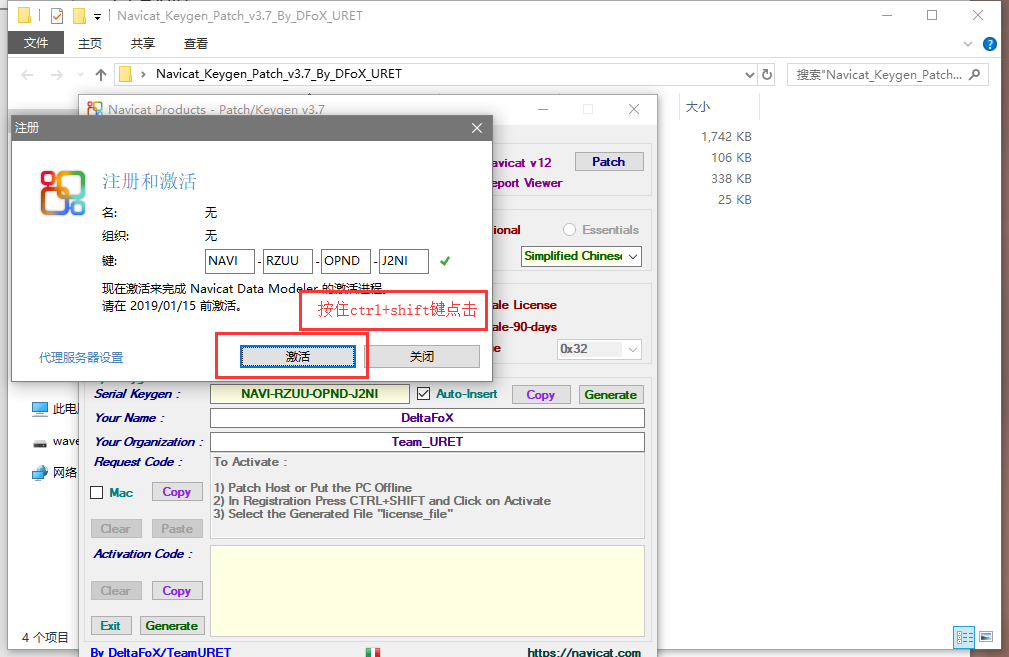 Navicat_Keygen_Patch_v3.7_By_DFoX_URET
文件 主页 共享 查看
Navicat_Keygen_Patch_v3.7_By_DFoX_URET
搜索"Navicat_Keygen_Patch...
Navicat Products - Patch/Keygen v3.7
大小
1,742 KB
106 KB
338 KB
25 KB
注册
注册和激活
名: 无
组织: 无
键: NAVI - RZUU - OPND - J2NI
现在激活来完成 Navicat Data Modeler 的激活进程。
请在 2019/01/15 前激活。
按住ctrl+shift键点击
代理服务器设置
激活
关闭
avicat v12
Patch
eport Viewer
ional
Essentials
Simplified Chinese
ale License
ale-90-days
e
0x32
此电
wave
网络
Serial Keygen :
NAVI-RZUU-OPND-J2NI
Auto-Insert
Copy
Generate
Your Name :
DeltaFoX
Your Organization :
Team_URET
Request Code :
To Activate :
1) Patch Host or Put the PC Offline
2) In Registration Press CTRL+SHIFT and Click on Activate
3) Select the Generated File "license_file"
Mac
Copy
Clear
Paste
Activation Code :
Clear
Copy
Exit
Generate
By DeltaFoX/TeamURET
https://navicat.com
4 个项目